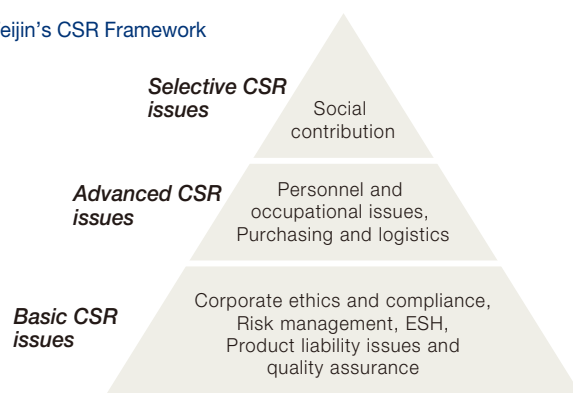 eijin's CSR Framework
Selective CSR
issues
Social
contribution
Advanced CSR
issues
Personnel and
occupational issues,
Purchasing and logistics
Basic CSR
issues
Corporate ethics and compliance,
Risk management, ESH,
Product liability issues and
quality assurance